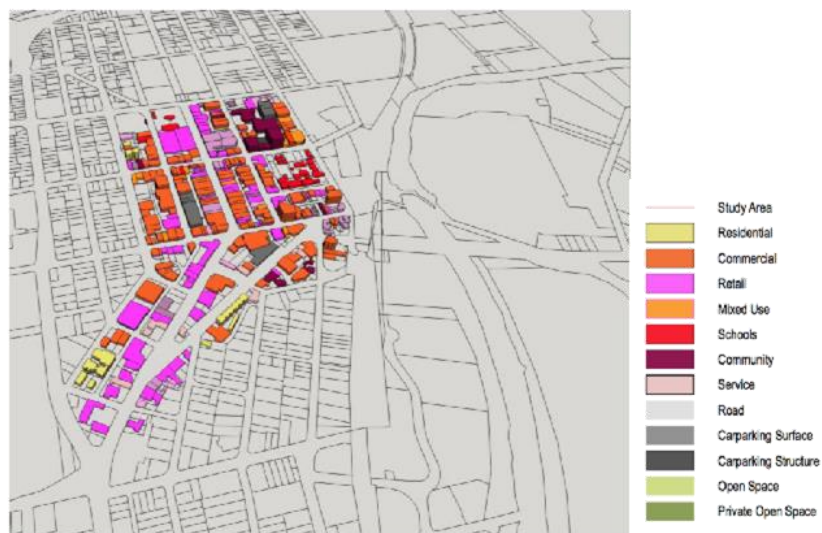 Study Area
Residential
Commercial
Retail
Mixed Use
Schools
Community
Service
Road
Carparking Surface
Carparking Structure
Open Space
Private Open Space